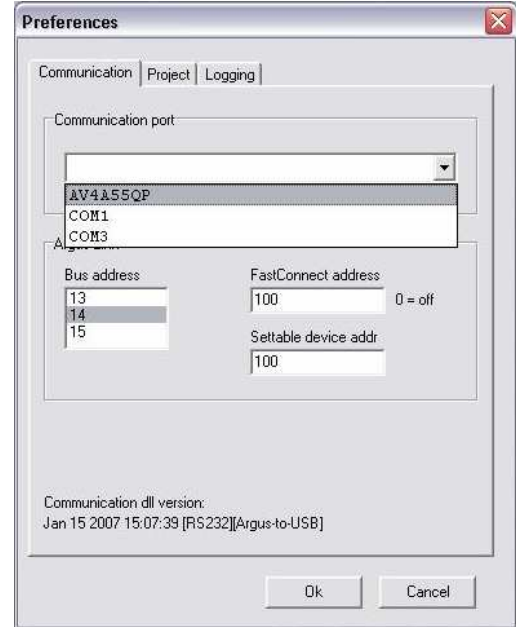 Preferences
Communication Project Logging
Communication port
AV4A55QP
COM1
COM3
Bus address
13
14
15
FastConnect address
100 0 = off
Settable device addr
100
Communication dll version:
Jan 15 2007 15:07:39 [RS232][Argus-to-USB]
Ok Cancel